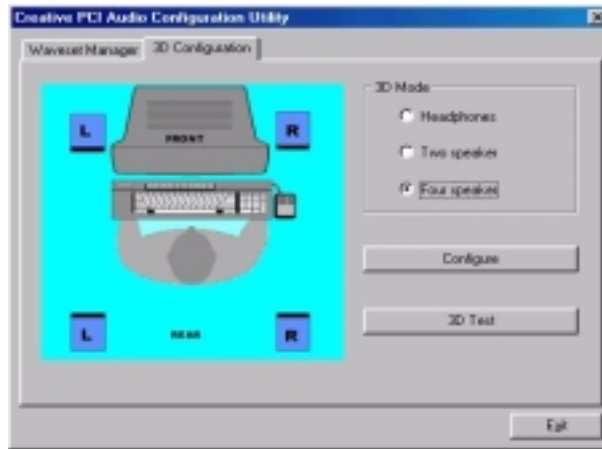 Creative PCI Audio Configuration Utility
Waveset Manager
3D Configuration
L
FRONT
R
3D Mode
Headphones
Two speaker
Four speaker
Configure
3D Test
L
REAR
R
Exit